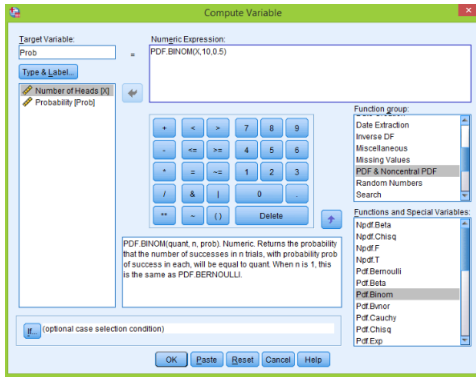 Compute Variable
x
Target Variable:
Prob
=
Numeric Expression:
PDF.BINOM(X,10,0.5)
Type & Label...
Number of Heads [X]
Probability [Prob]
+ < > 7 8 9
- <= >= 4 5 6
* = ~= 1 2 3
/ & | 0 .
** ~ () Delete
Function group:
Date Extraction
Inverse DF
Miscellaneous
Missing Values
PDF & Noncentral PDF
Random Numbers
Search
Functions and Special Variables:
Npdf.Beta
Npdf.Chisq
Npdf.F
Npdf.T
Pdf.Bernoulli
Pdf.Beta
Pdf.Binom
Pdf.Bvnor
Pdf.Cauchy
Pdf.Chisq
Pdf.Exp
PDF.BINOM(quant, n, prob). Numeric. Returns the probability
that the number of successes in n trials, with probability prob
of success in each, will be equal to quant. When n is 1, this
is the same as PDF.BERNOULLI.
If... (optional case selection condition)
OK Paste Reset Cancel Help